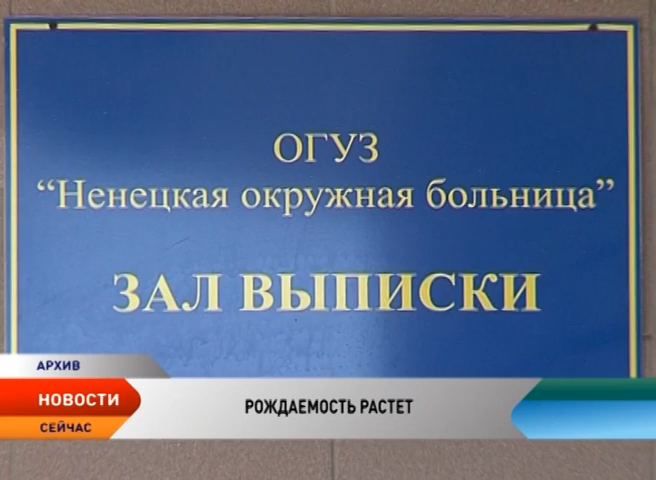 ОГУЗ
“Ненецкая окружная больница”
ЗАЛ ВЫПИСКИ
АРХИВ
НОВОСТИ
РОЖДАЕМОСТЬ РАСТЕТ
СЕЙЧАС